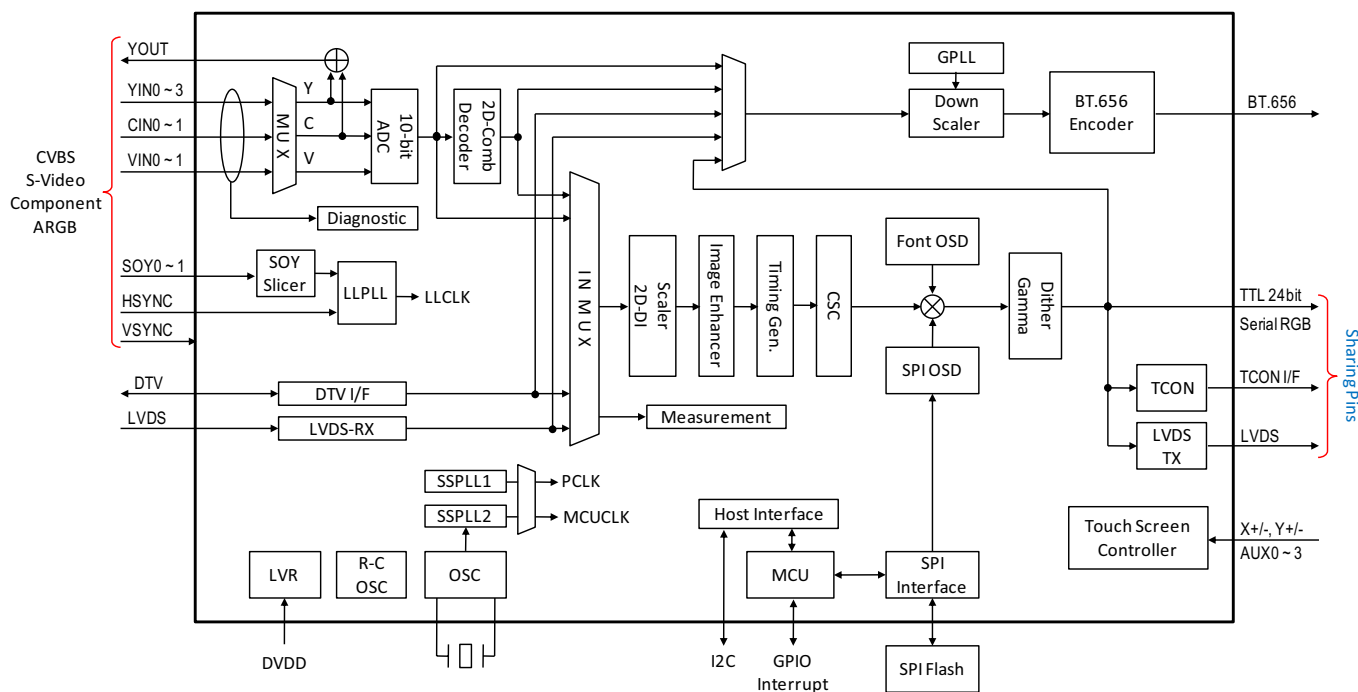 YOUT
YIN0 ~ 3
CIN0 ~ 1
VIN0 ~ 1
CVBS
S-Video
Component
ARGB
SOY0 ~ 1
HSYNC
VSYNC
DTV
LVDS
MUX
Y
C
V
10-bit
ADC
2D-Comb
Decoder
Diagnostic
SOY
Slicer
LLPLL
LLCLK
DTV I/F
LVDS-RX
IN MUX
Scaler
2D-DI
Image Enhancer
Timing Gen.
CSC
Measurement
GPLL
Down
Scaler
BT.656
Encoder
BT.656
Font OSD
SPI OSD
Dither
Gamma
TTL 24bit
Serial RGB
TCON
TCON I/F
LVDS
TX
LVDS
Sharing Pins
SSPLL1
SSPLL2
PCLK
MCUCLK
LVR
R-C
OSC
OSC
DVDD
Host Interface
MCU
SPI
Interface
I2C
GPIO
Interrupt
SPI Flash
Touch Screen
Controller
X+/-, Y+/-
AUX0 ~ 3